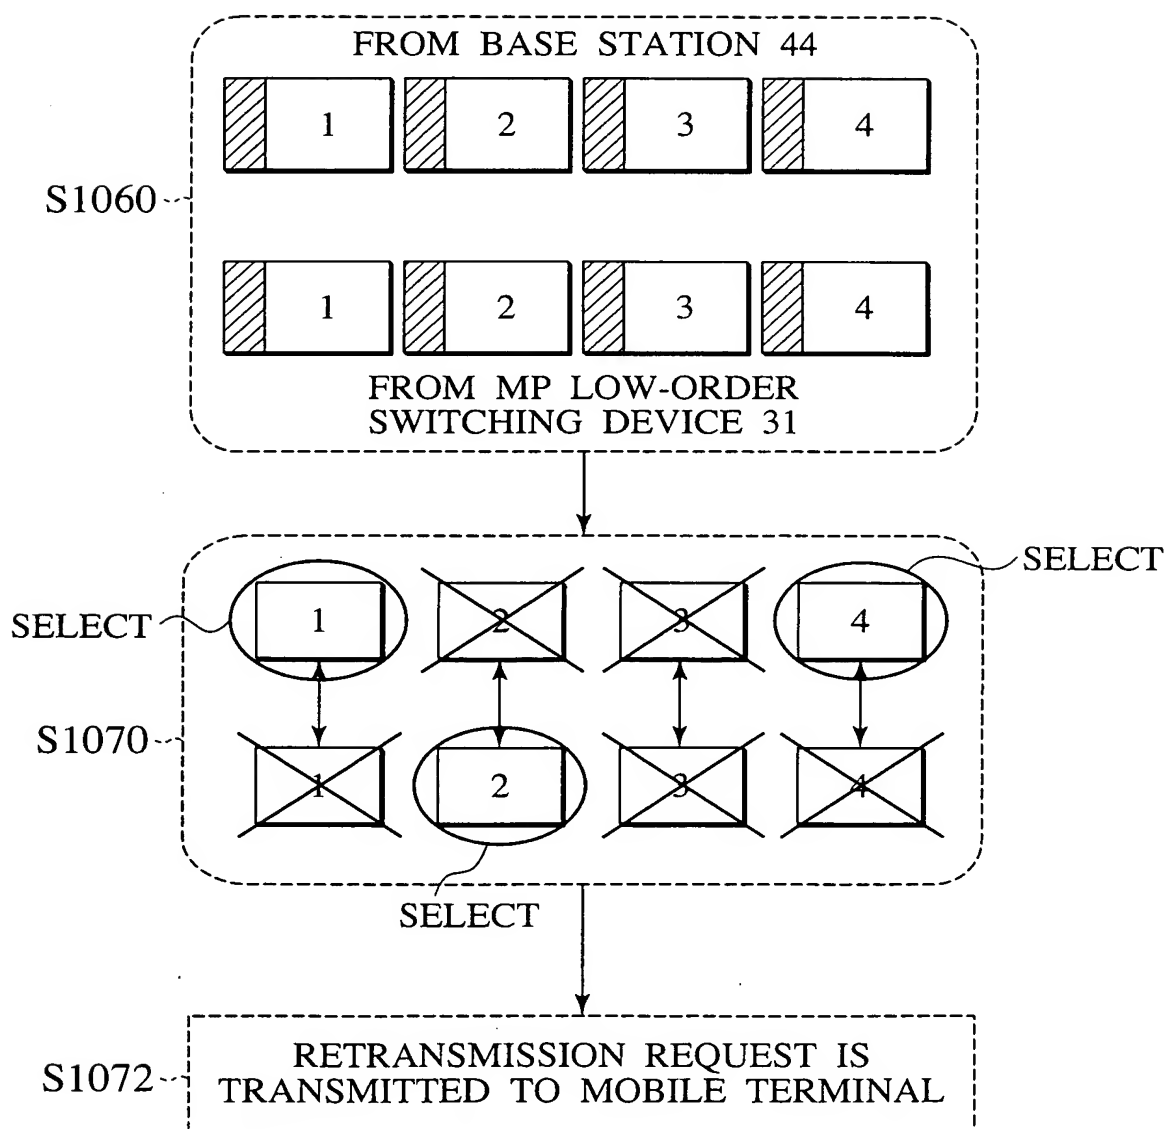 FROM BASE STATION 44
1 2 3 4
S1060
1 2 3 4
FROM MP LOW-ORDER
SWITCHING DEVICE 31
SELECT
SELECT
1 2 3 4
S1070
1 2 3 4
SELECT
RETRANSMISSION REQUEST IS
S1072
TRANSMITTED TO MOBILE TERMINAL